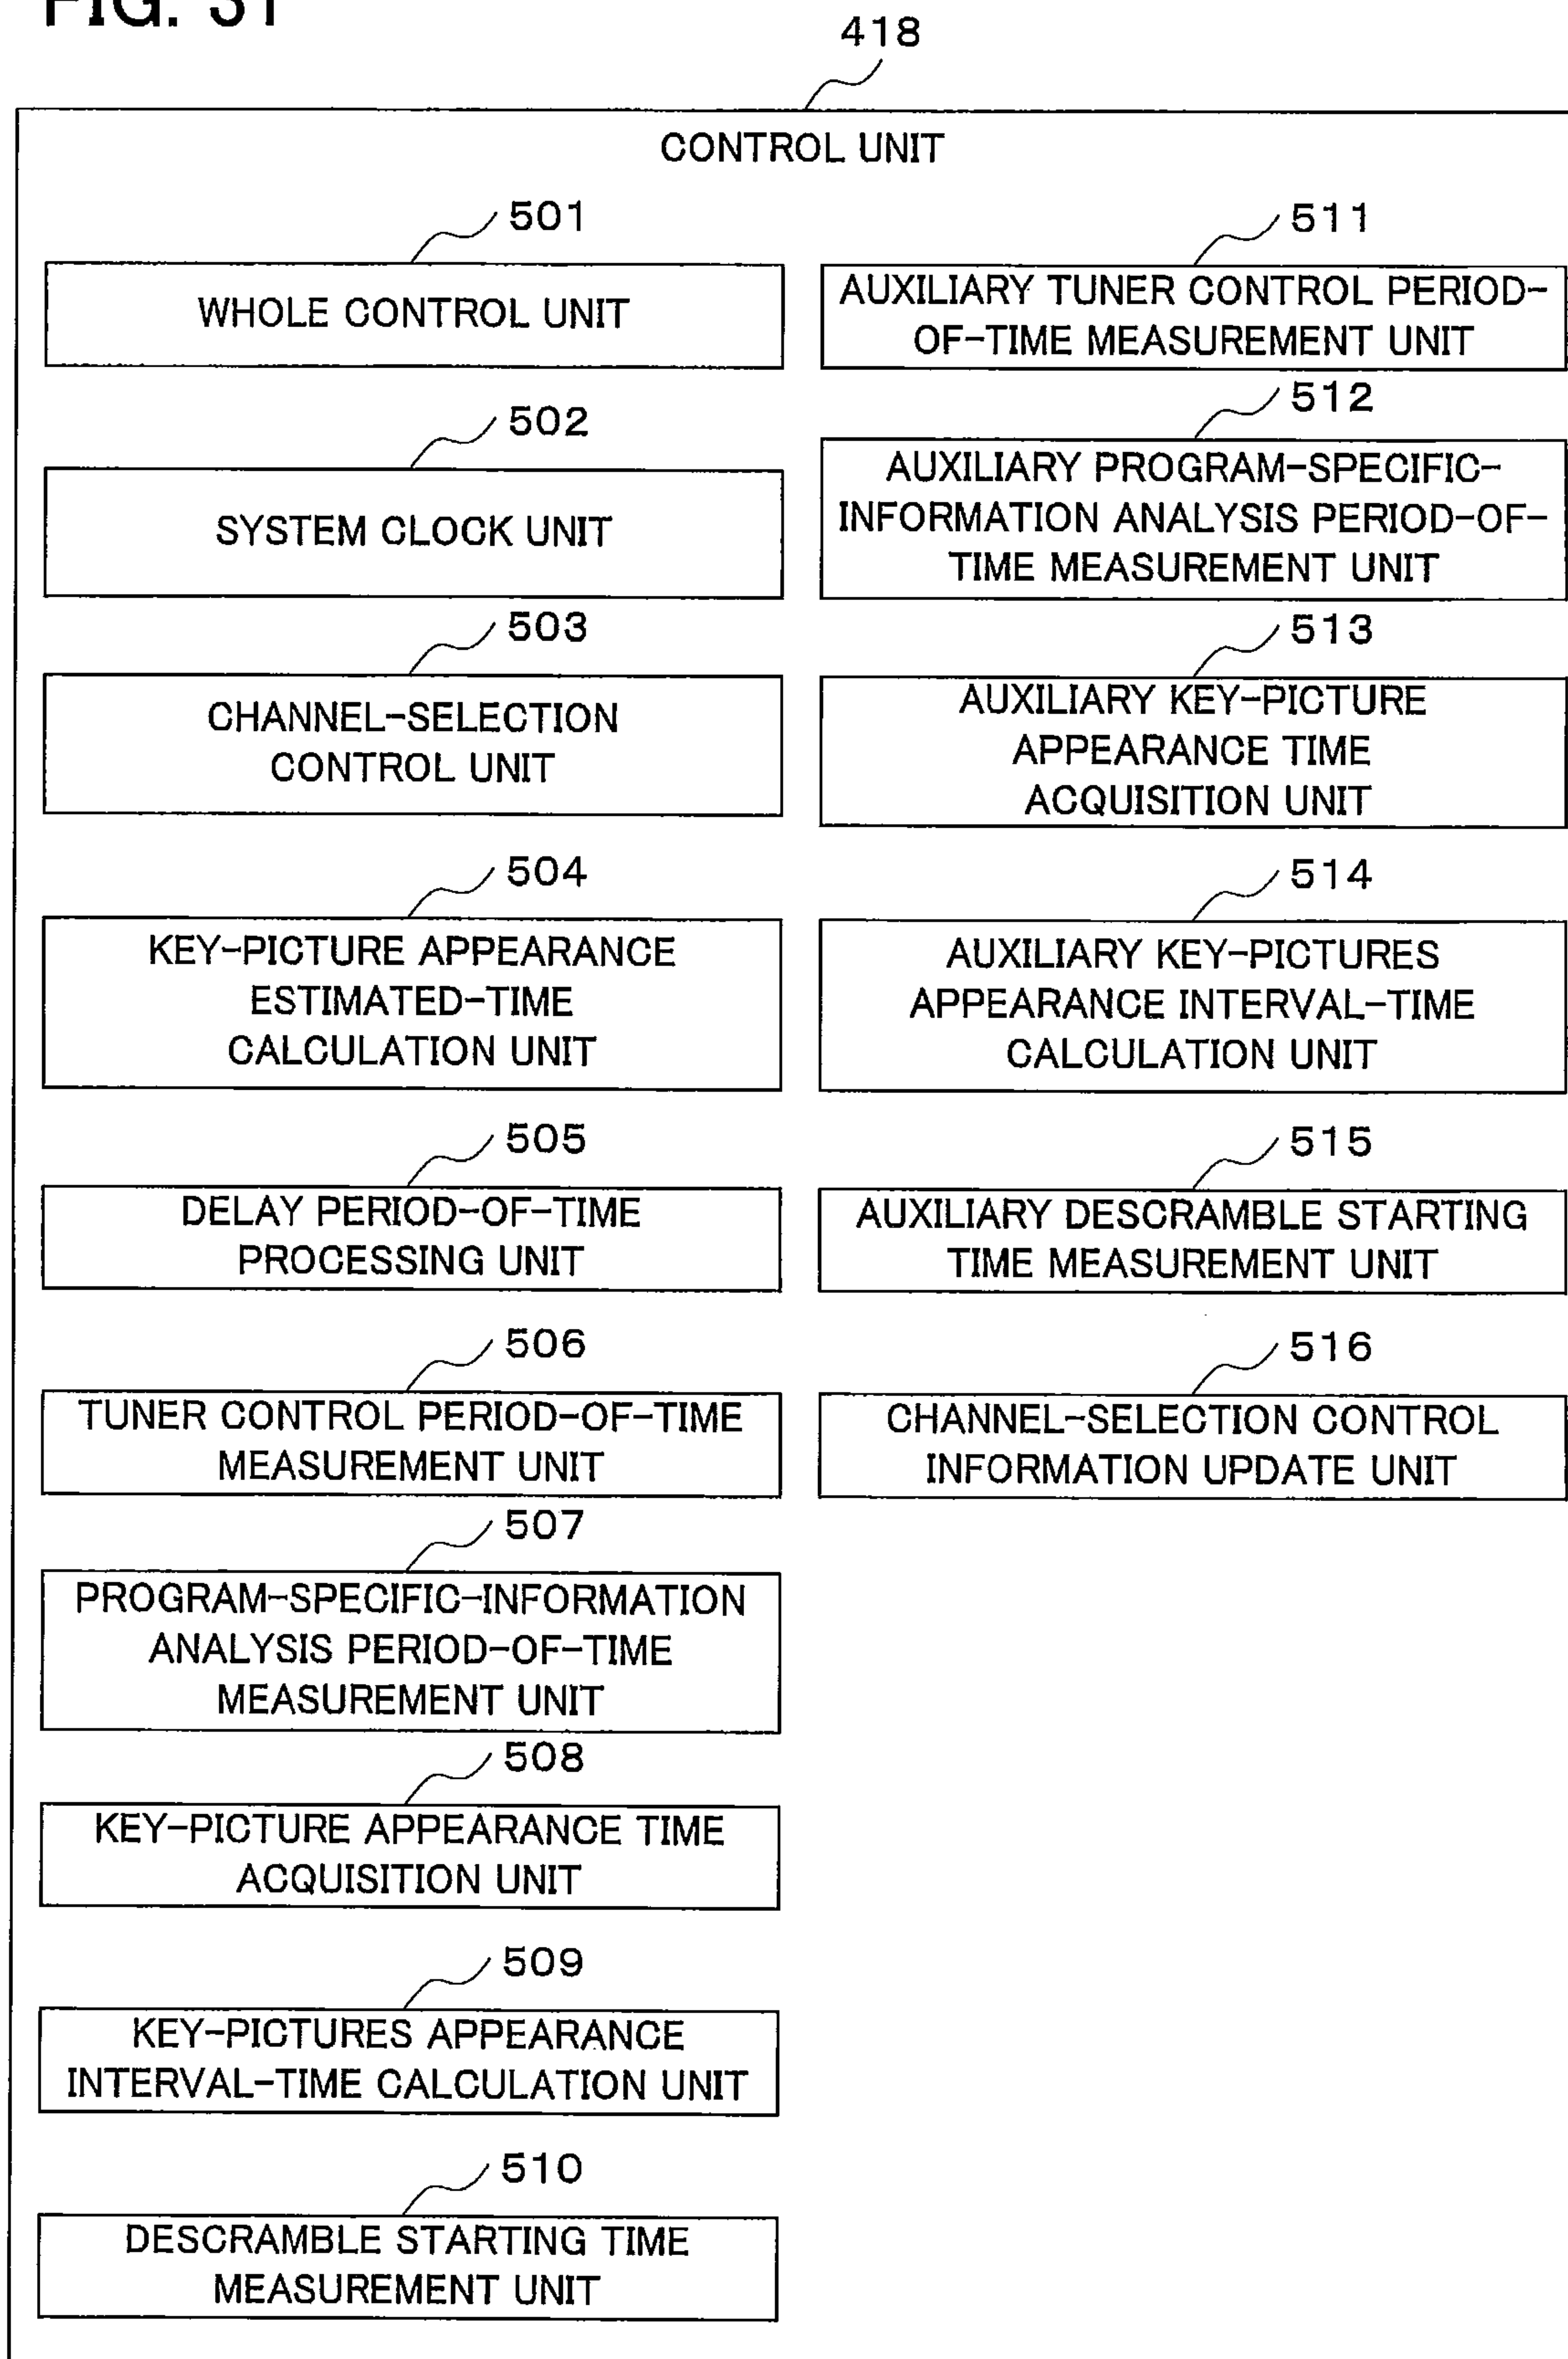 FIG. 31
418
CONTROL UNIT
501
WHOLE CONTROL UNIT
502
SYSTEM CLOCK UNIT
503
CHANNEL-SELECTION
CONTROL UNIT
504
KEY-PICTURE APPEARANCE
ESTIMATED-TIME
CALCULATION UNIT
505
DELAY PERIOD-OF-TIME
PROCESSING UNIT
506
TUNER CONTROL PERIOD-OF-TIME
MEASUREMENT UNIT
507
PROGRAM-SPECIFIC-INFORMATION
ANALYSIS PERIOD-OF-TIME
MEASUREMENT UNIT
508
KEY-PICTURE APPEARANCE TIME
ACQUISITION UNIT
509
KEY-PICTURES APPEARANCE
INTERVAL-TIME CALCULATION UNIT
510
DESCRAMBLE STARTING TIME
MEASUREMENT UNIT
511
AUXILIARY TUNER CONTROL PERIOD-
OF-TIME MEASUREMENT UNIT
512
AUXILIARY PROGRAM-SPECIFIC-
INFORMATION ANALYSIS PERIOD-OF-
TIME MEASUREMENT UNIT
513
AUXILIARY KEY-PICTURE
APPEARANCE TIME
ACQUISITION UNIT
514
AUXILIARY KEY-PICTURES
APPEARANCE INTERVAL-TIME
CALCULATION UNIT
515
AUXILIARY DESCRAMBLE STARTING
TIME MEASUREMENT UNIT
516
CHANNEL-SELECTION CONTROL
INFORMATION UPDATE UNIT